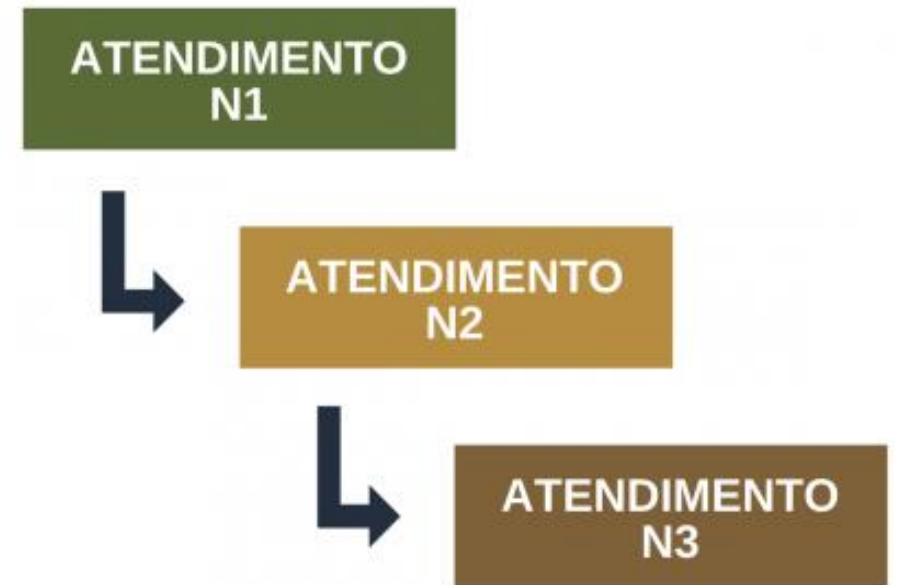 ATENDIMENTO
N1
ATENDIMENTO
N2
ATENDIMENTO
N3